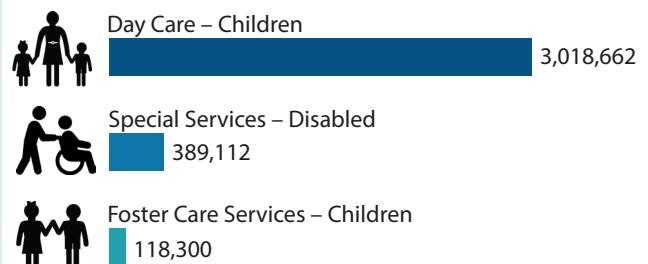 Day Care – Children
3,018,662
Special Services – Disabled
389,112
Foster Care Services – Children
118,300